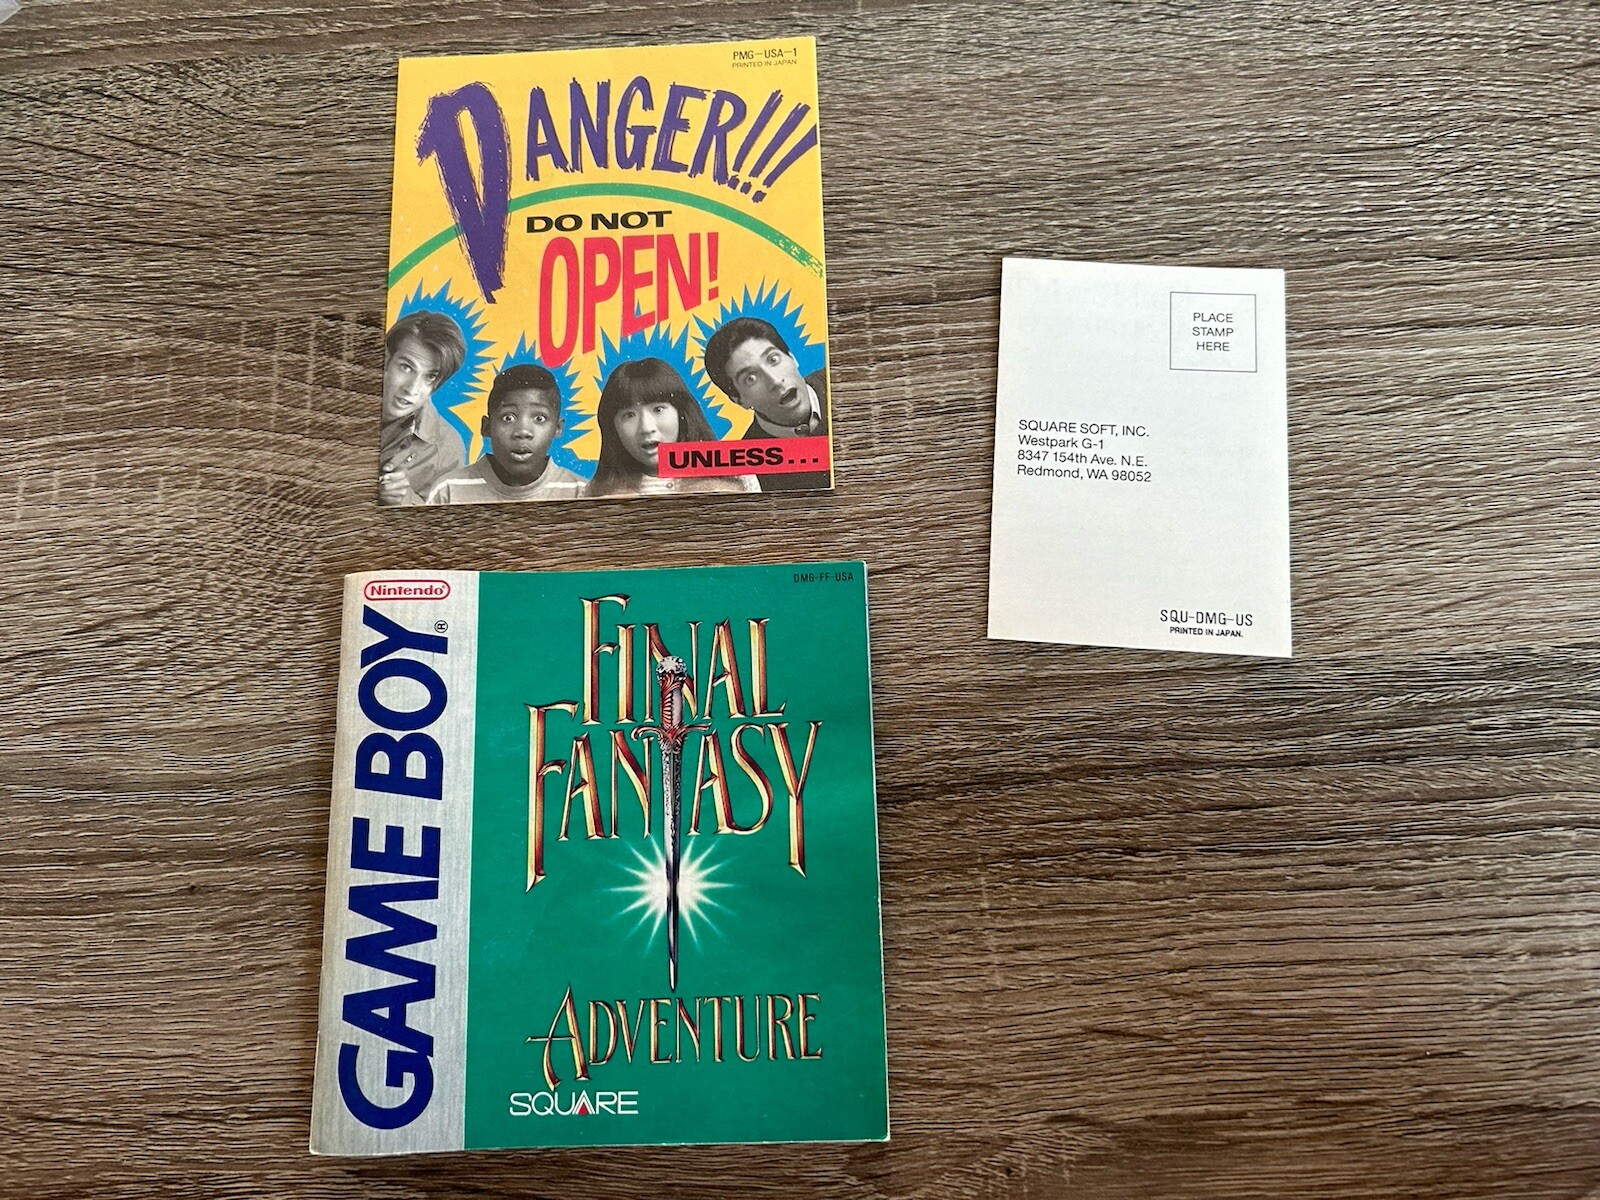 PMG-USA-1
PRINTED IN JAPAN
DANGER!!!
DO NOT
OPEN!
UNLESS...
PLACE
STAMP
HERE
SQUARE SOFT, INC.
Westpark G-1
8347 154th Ave. N.E.
Redmond, WA 98052
SQU-DMG-US
PRINTED IN JAPAN.
Nintendo®
GAME BOY®
DMG-FF-USA
FINAL
FANTASY
ADVENTURE
SQUARE